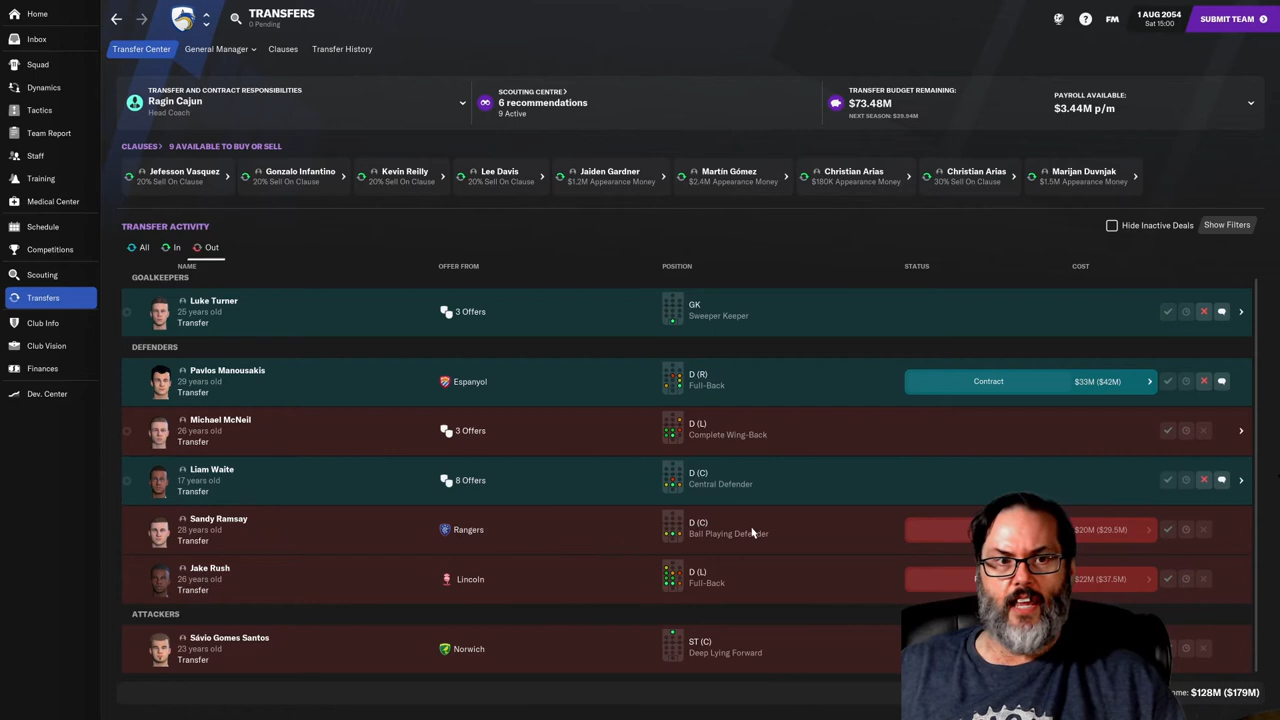 Home
TRANSFERS
0 Pending
FM
1 AUG 2054
Sat 15:00
SUBMIT TEAM
Inbox
Squad
Dynamics
Tactics
Team Report
Staff
Training
Medical Center
Schedule
Competitions
Scouting
Transfers
Club Info
Club Vision
Finances
Dev. Center
Transfer Center
General Manager
Clauses
Transfer History
TRANSFER AND CONTRACT RESPONSIBILITIES
Ragin Cajun
Head Coach
SCOUTING CENTRE>
6 recommendations
9 Active
TRANSFER BUDGET REMAINING:
$73.48M
NEXT SEASON: $39.94M
PAYROLL AVAILABLE:
$3.44M p/m
CLAUSES> 9 AVAILABLE TO BUY OR SELL
Jefesson Vasquez
20% Sell On Clause
Gonzalo Infantino
20% Sell On Clause
Kevin Reilly
20% Sell On Clause
Lee Davis
20% Sell On Clause
Jaiden Gardner
$1.2M Appearance Money
Martín Gómez
$2.4M Appearance Money
Christian Arias
$180K Appearance Money
Christian Arias
30% Sell On Clause
Marijan Duvnjak
$1.5M Appearance Money
TRANSFER ACTIVITY
Hide Inactive Deals
Show Filters
All
In
Out
NAME
OFFER FROM
POSITION
STATUS
COST
GOALKEEPERS
Luke Turner
25 years old
Transfer
3 Offers
GK
Sweeper Keeper
DEFENDERS
Pavlos Manousakis
29 years old
Transfer
Espanyol
D (R)
Full-Back
Contract
$33M ($42M)
Michael McNeil
26 years old
Transfer
3 Offers
D (L)
Complete Wing-Back
Liam Waite
17 years old
Transfer
8 Offers
D (C)
Central Defender
Sandy Ramsay
28 years old
Transfer
Rangers
D (C)
Ball Playing Defender
$20M ($29.5M)
Jake Rush
26 years old
Transfer
Lincoln
D (L)
Full-Back
$22M ($37.5M)
ATTACKERS
Sávio Gomes Santos
23 years old
Transfer
Norwich
ST (C)
Deep Lying Forward
$128M ($179M)